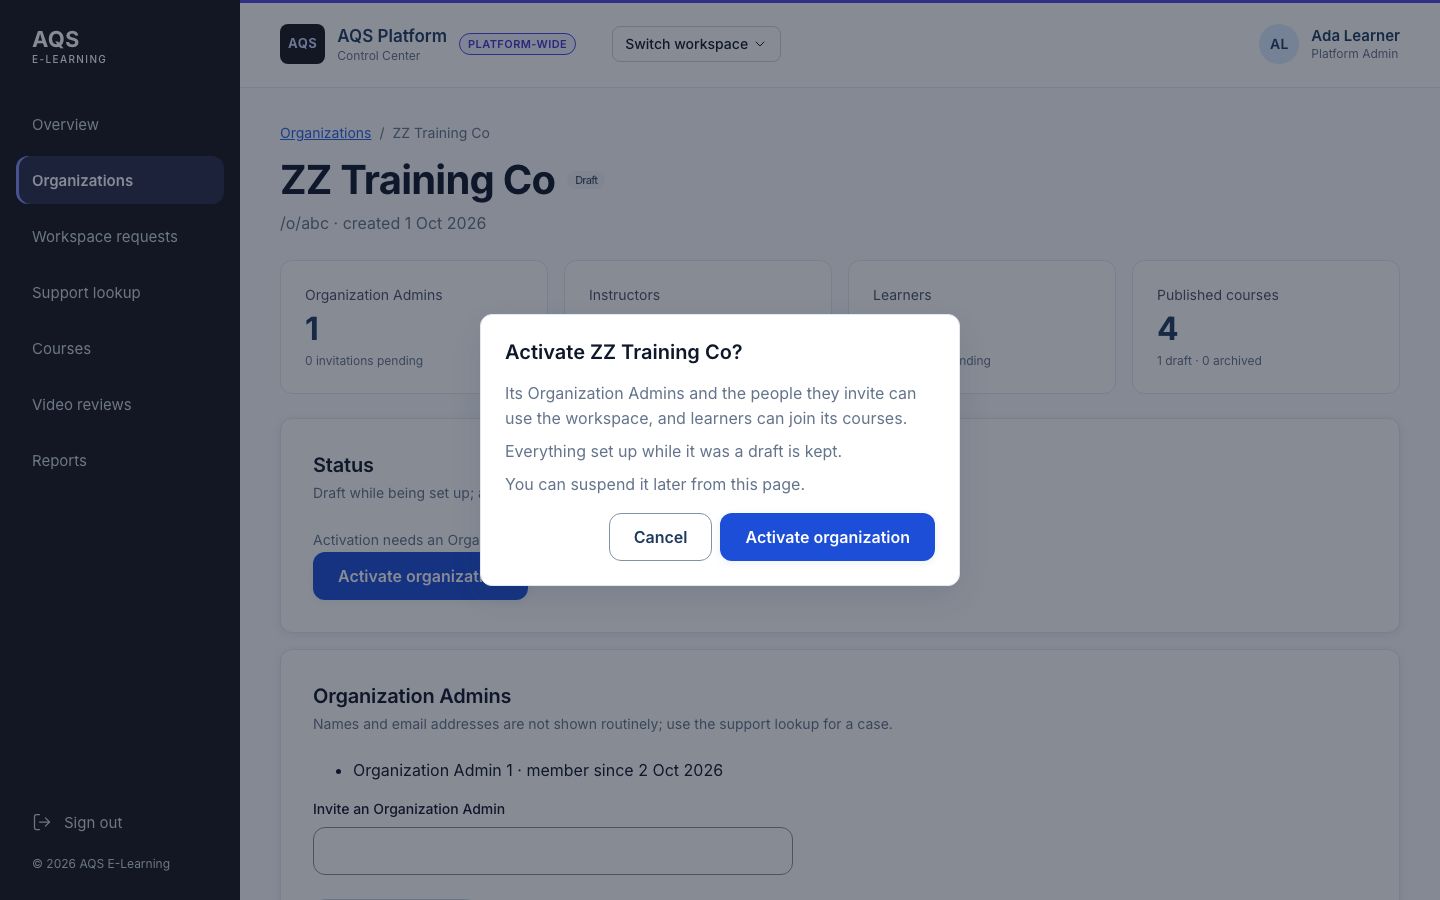 AQS
E-LEARNING
Overview
Organizations
Workspace requests
Support lookup
Courses
Video reviews
Reports
Sign out
© 2026 AQS E-Learning
AQS
AQS Platform
Control Center
PLATFORM-WIDE
Switch workspace
AL
Ada Learner
Platform Admin
Organizations / ZZ Training Co
ZZ Training Co
Draft
/o/abc · created 1 Oct 2026
Organization Admins
1
0 invitations pending
Instructors
Learners
Published courses
4
1 draft · 0 archived
Activate ZZ Training Co?
Its Organization Admins and the people they invite can
use the workspace, and learners can join its courses.
Everything set up while it was a draft is kept.
You can suspend it later from this page.
Cancel
Activate organization
Status
Draft while being set up;
Activation needs an
Activate
Organization Admins
Names and email addresses are not shown routinely; use the support lookup for a case.
Organization Admin 1 · member since 2 Oct 2026
Invite an Organization Admin